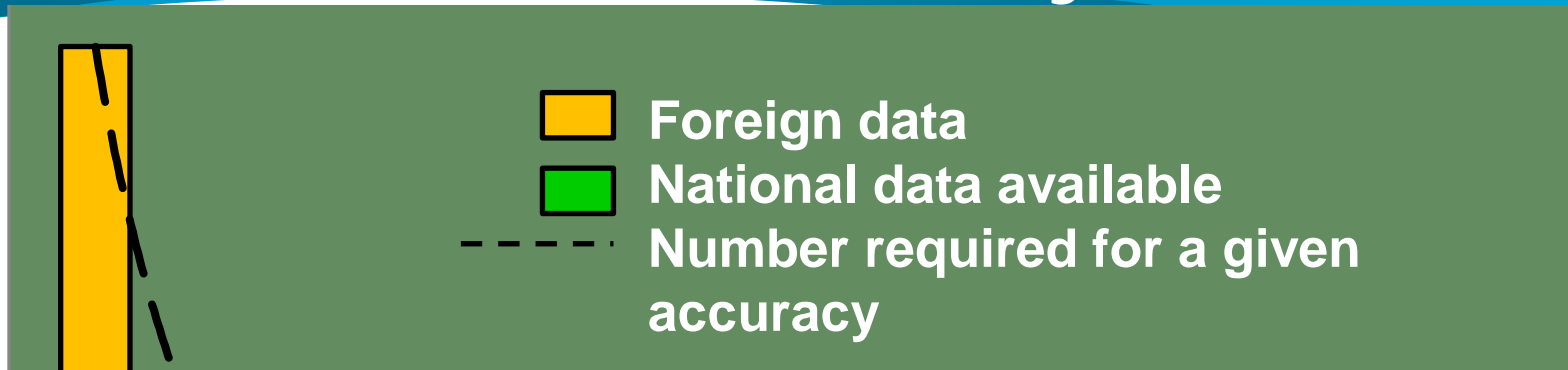 Foreign data
National data available
Number required for a given
accuracy